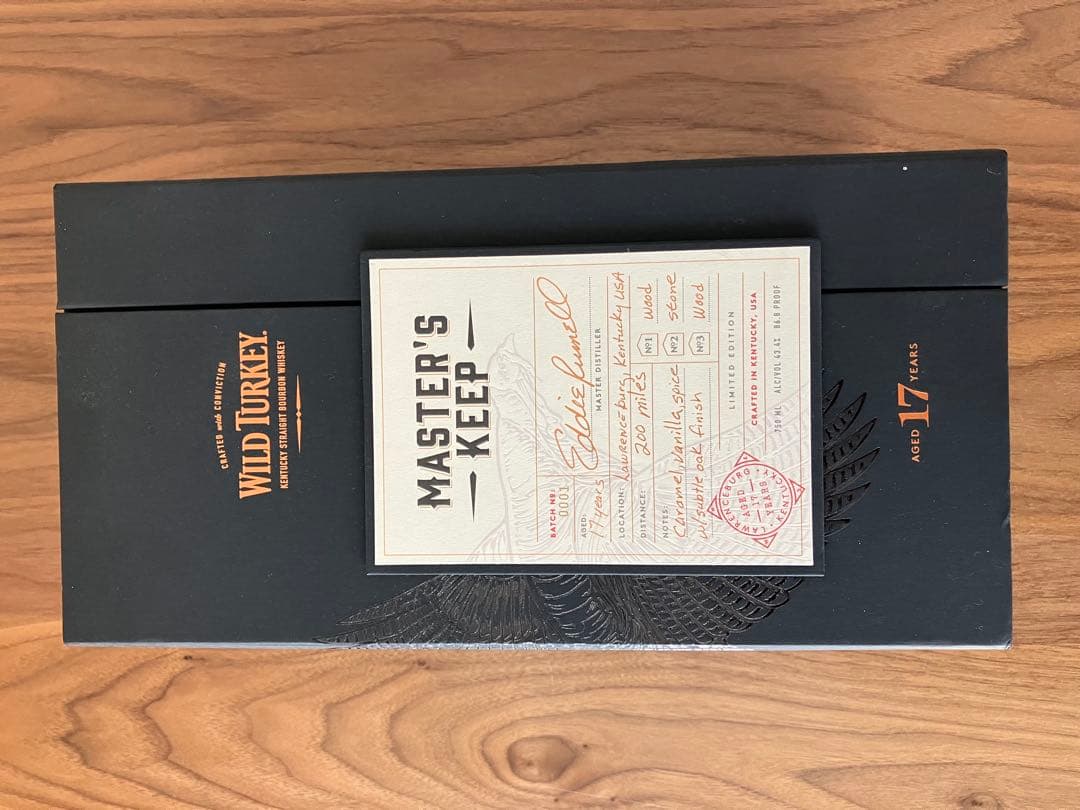 CRAFTED with CONVICTION
WILD TURKEY.
KENTUCKY STRAIGHT BOURBON WHISKEY
MASTER'S
KEEP
BATCH Nº:
0001
Eddie Russell
MASTER DISTILLER
AGED:
17 years
LOCATION: Lawrenceburg, Kentucky USA
DISTANCE: 200 miles
Nº1 Wood
NOTES:
Caramel, Vanilla, spice
Nº2 Stone
w/subtle oak finish
Nº3 Wood
LIMITED EDITION
CRAFTED IN KENTUCKY, USA
750 ML ALC/VOL 43.4% 86.8 PROOF
LAWRENCEBURG
AGED
17
YEARS
KENTUCKY
AGED 17 YEARS